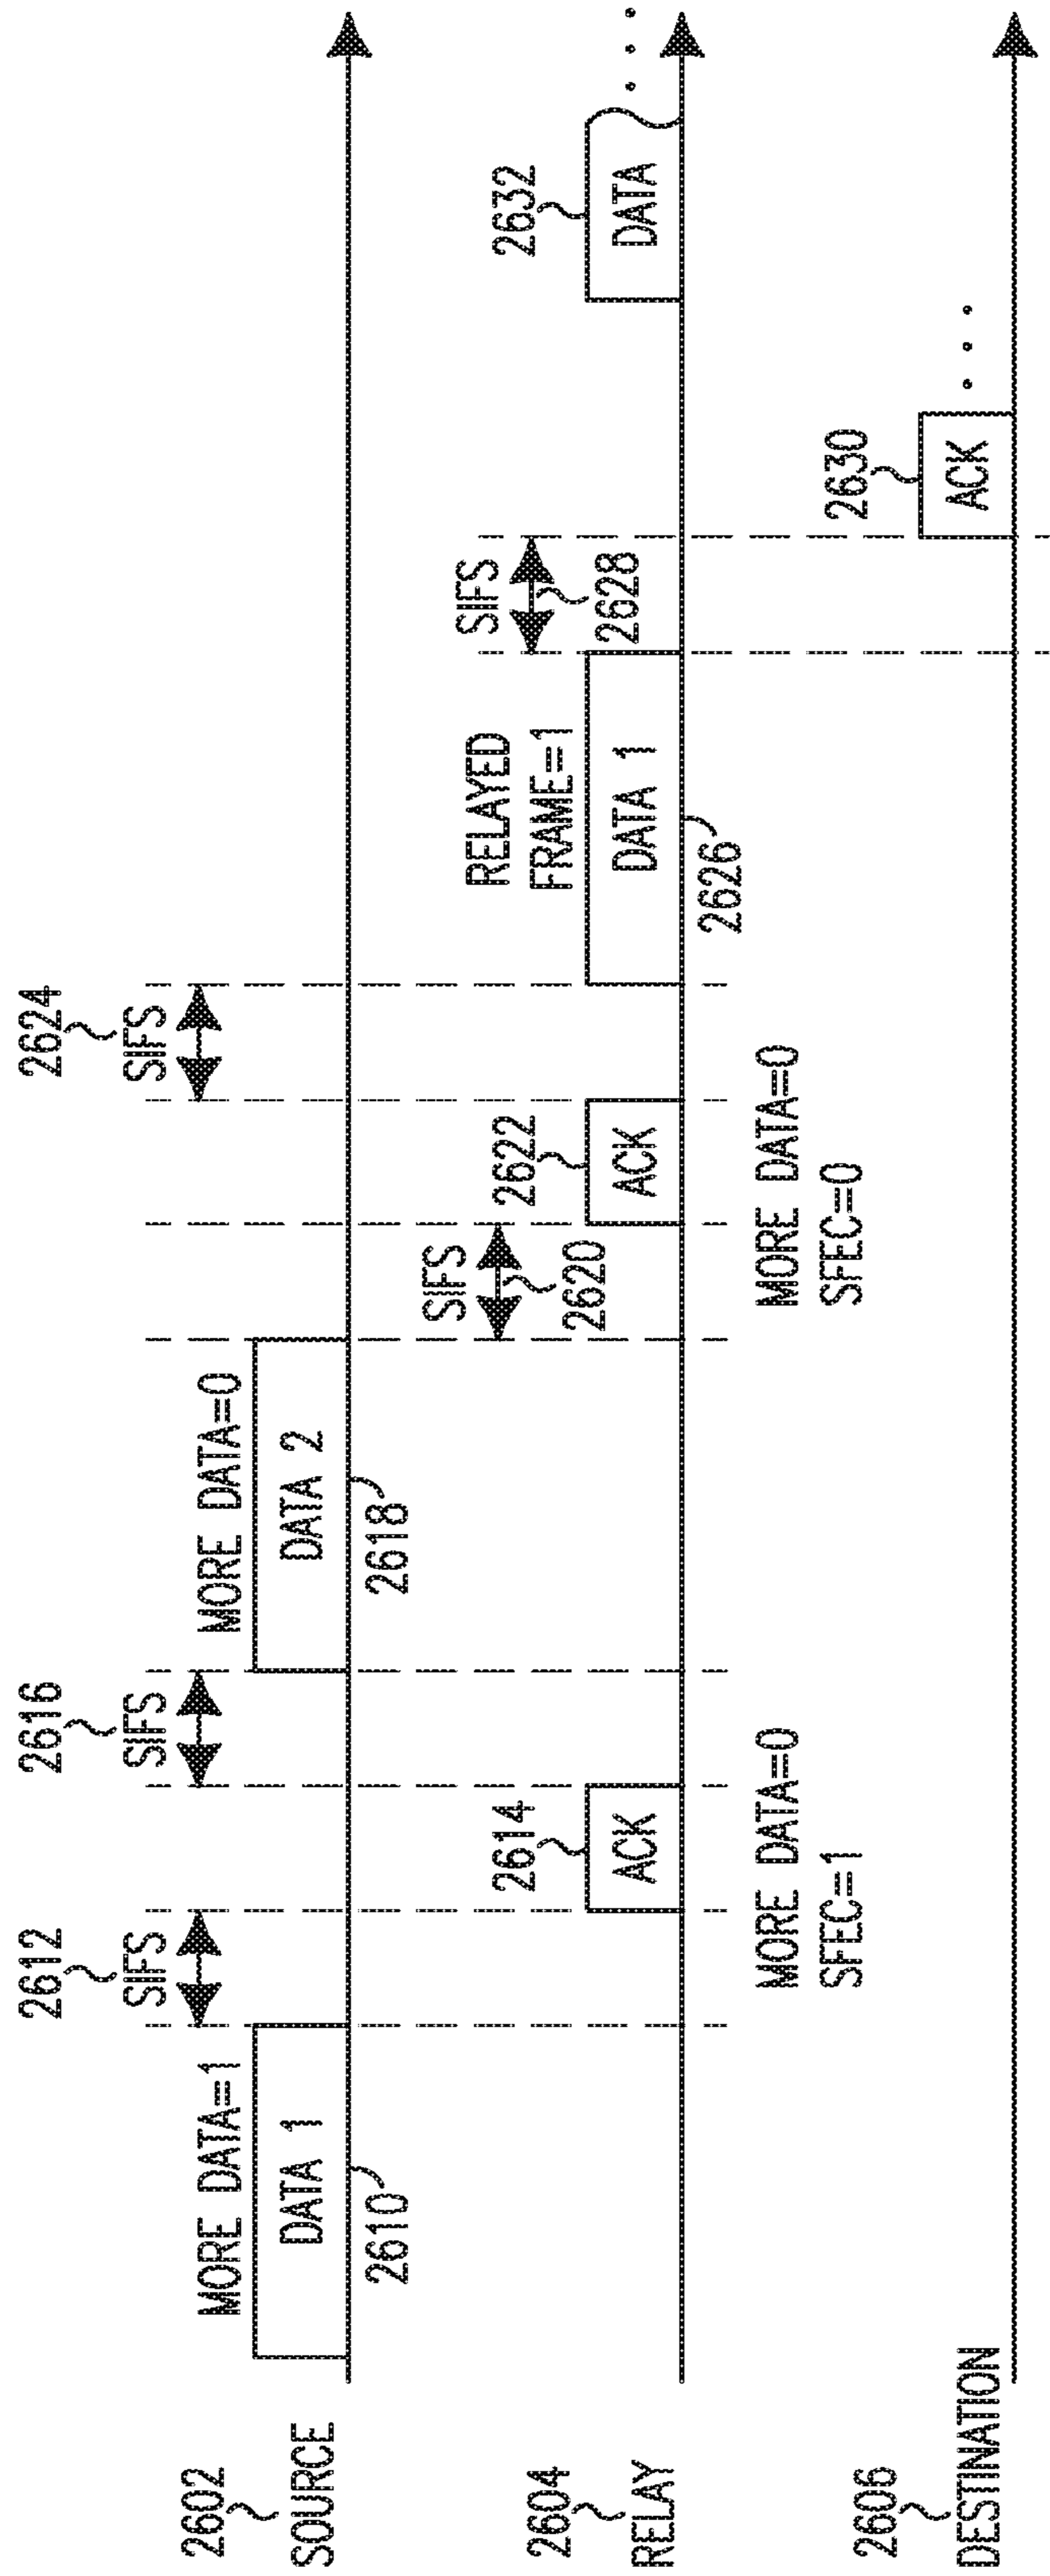 2612
SIFS
2616
SIFS
2624
SIFS
2602
SOURCE
MORE DATA=1
DATA 1
2610
MORE DATA=0
DATA 2
2618
2604
RELAY
2614
ACK
MORE DATA=0
SFEC=1
SIFS
2620
2622
ACK
MORE DATA=0
SFEC=0
RELAYED
FRAME=1
DATA 1
2626
SIFS
2628
2632
DATA
2606
DESTINATION
2630
ACK